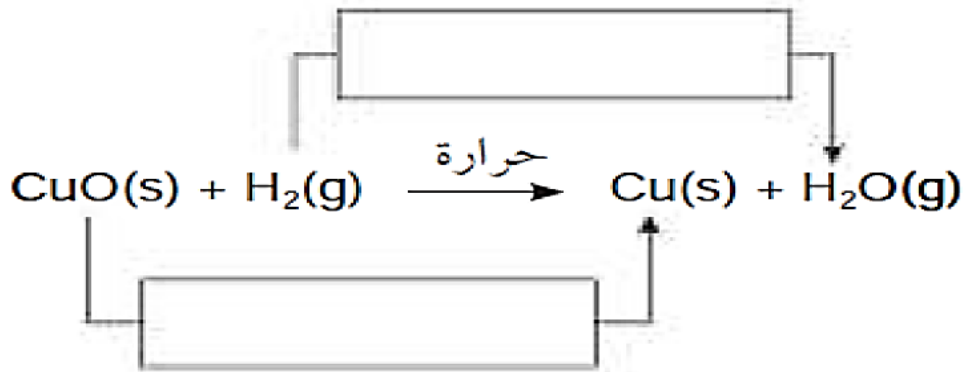 حرارة
CuO(s) + H₂(g) → Cu(s) + H₂O(g)